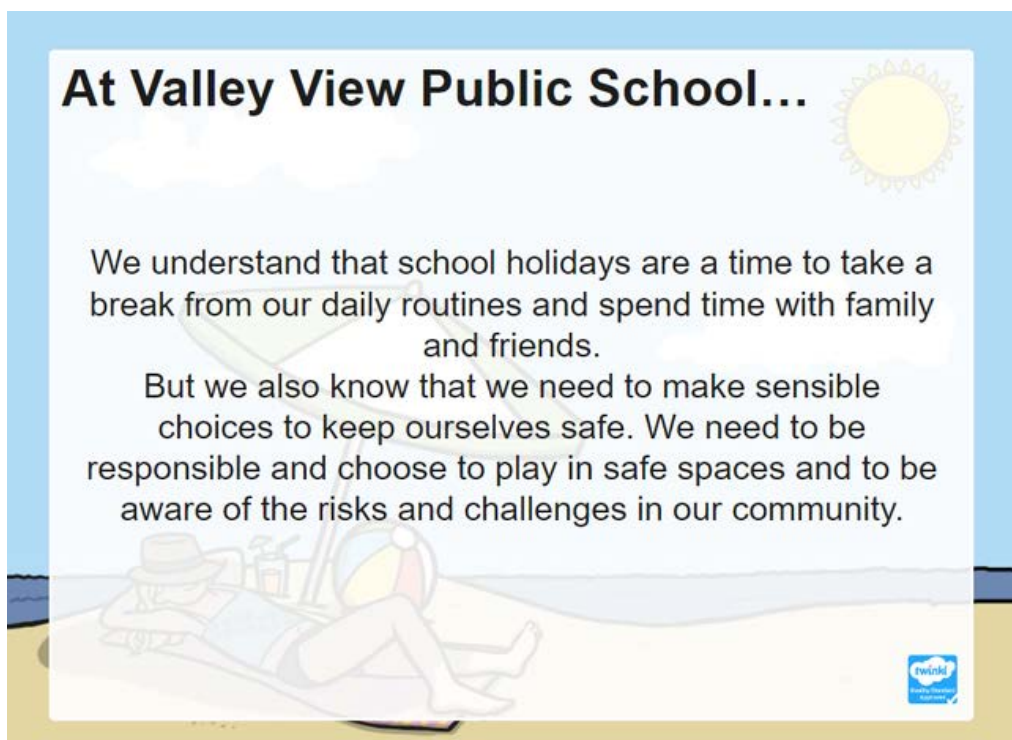 At Valley View Public School...
We understand that school holidays are a time to take a
break from our daily routines and spend time with family
and friends.
But we also know that we need to make sensible
choices to keep ourselves safe. We need to be
responsible and choose to play in safe spaces and to be
aware of the risks and challenges in our community.
twinkl
Quality Standard
Approved